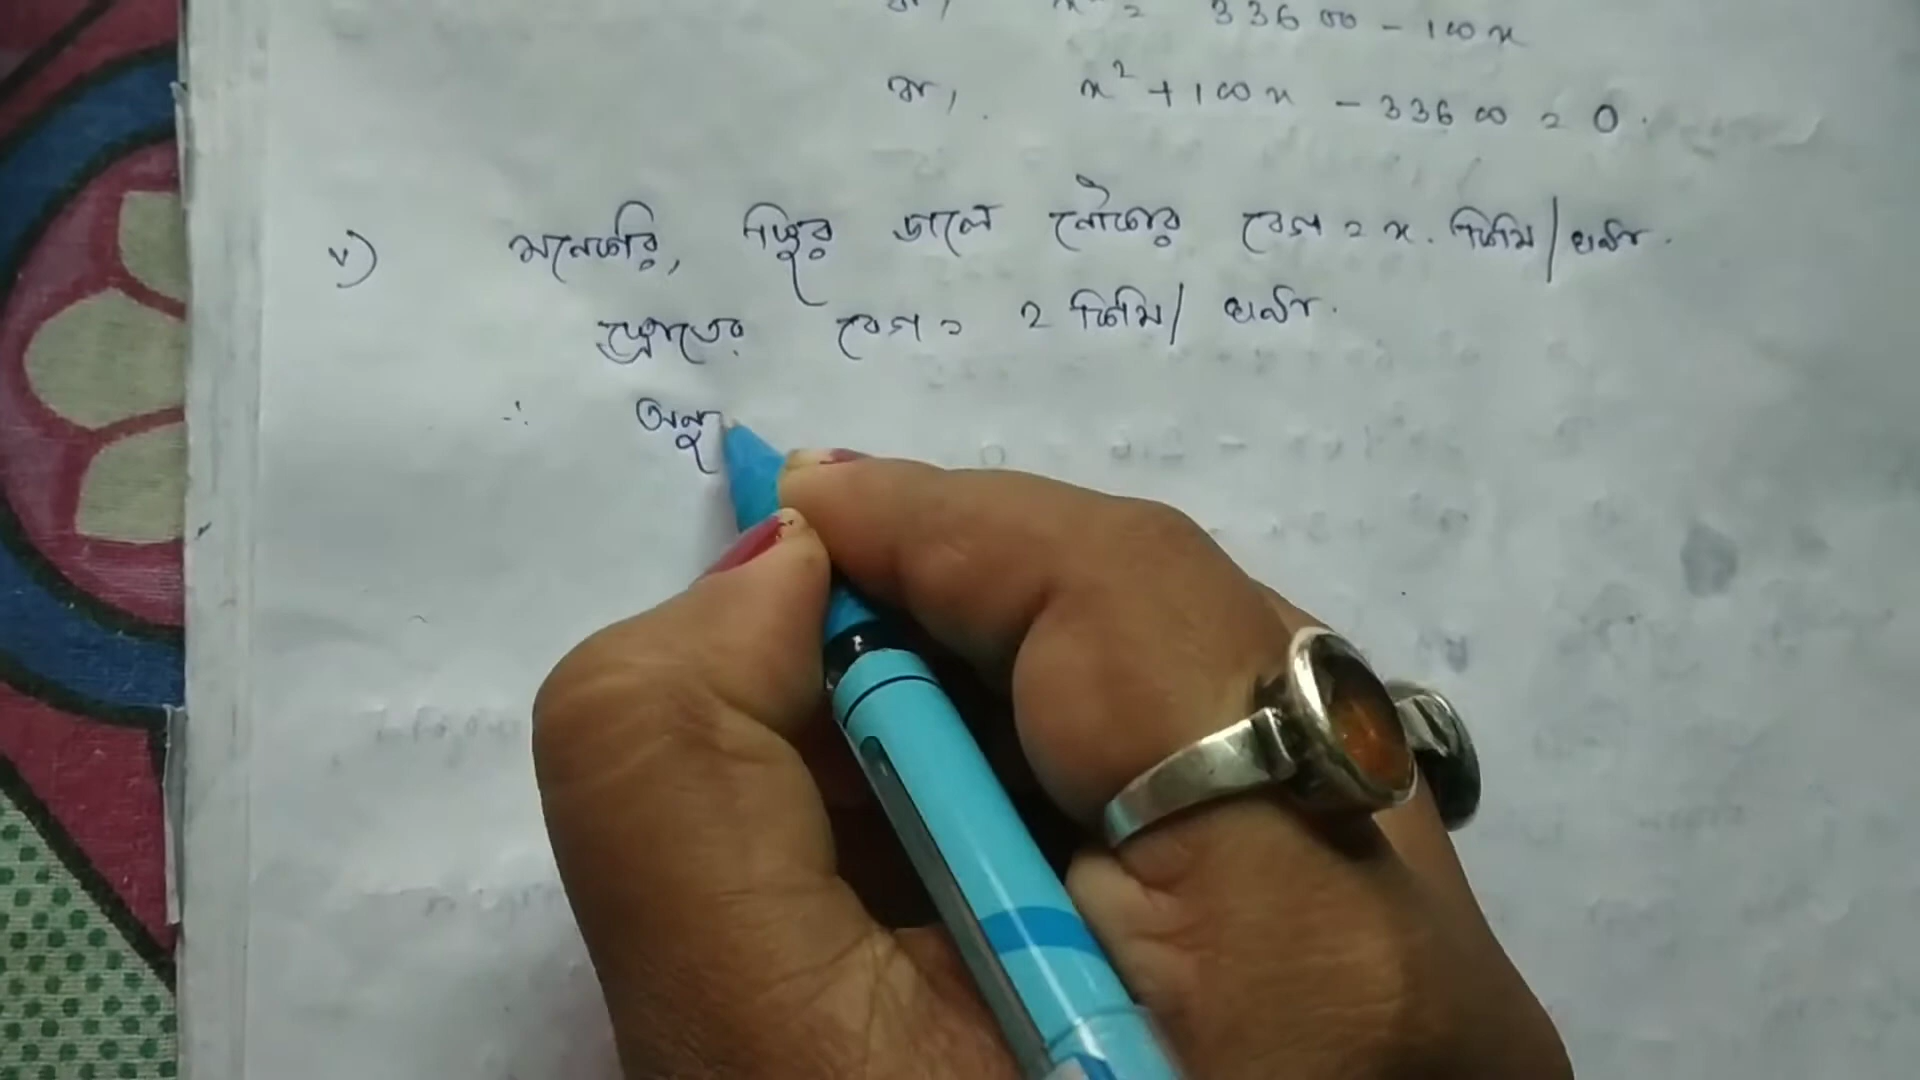 বা, x² = 33600 - 100x
বা, x² + 100x - 33600 = 0.
v) মনেকরি, স্থির জলে নৌকার বেগ = x. কিমি/ঘন্টা.
স্রোতের বেগ = 2 কিমি/ ঘন্টা.
∴ অনু